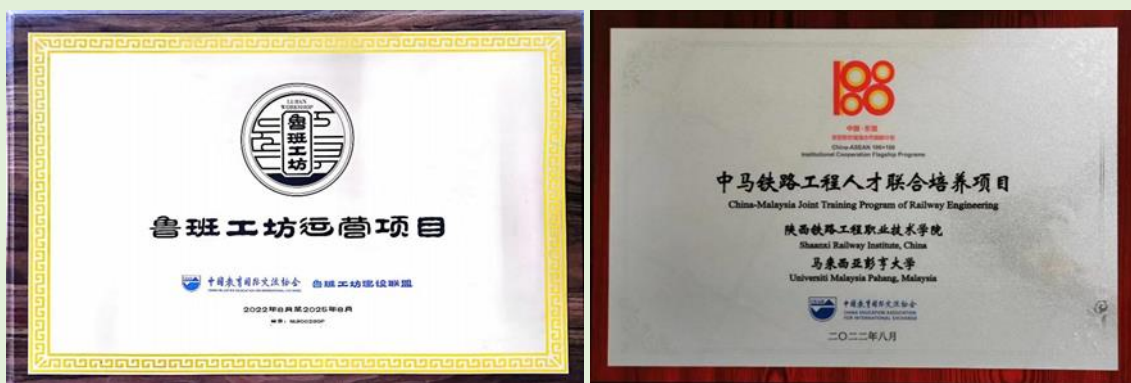 LUBAN
WORKSHOP
鲁班工坊
鲁班工坊运营项目
中国教育国际交流协会 鲁班工坊建设联盟
2022年8月至2025年8月
100
100
中国-东盟
China-ASEAN 100+100
Institutional Cooperation Flagship Programs
中马铁路工程人才联合培养项目
China-Malaysia Joint Training Program of Railway Engineering
陕西铁路工程职业技术学院
Shaanxi Railway Institute, China
马来西亚彭亨大学
Universiti Malaysia Pahang, Malaysia
中国教育国际交流协会
CHINA EDUCATION ASSOCIATION
FOR INTERNATIONAL EXCHANGE
二〇二二年八月